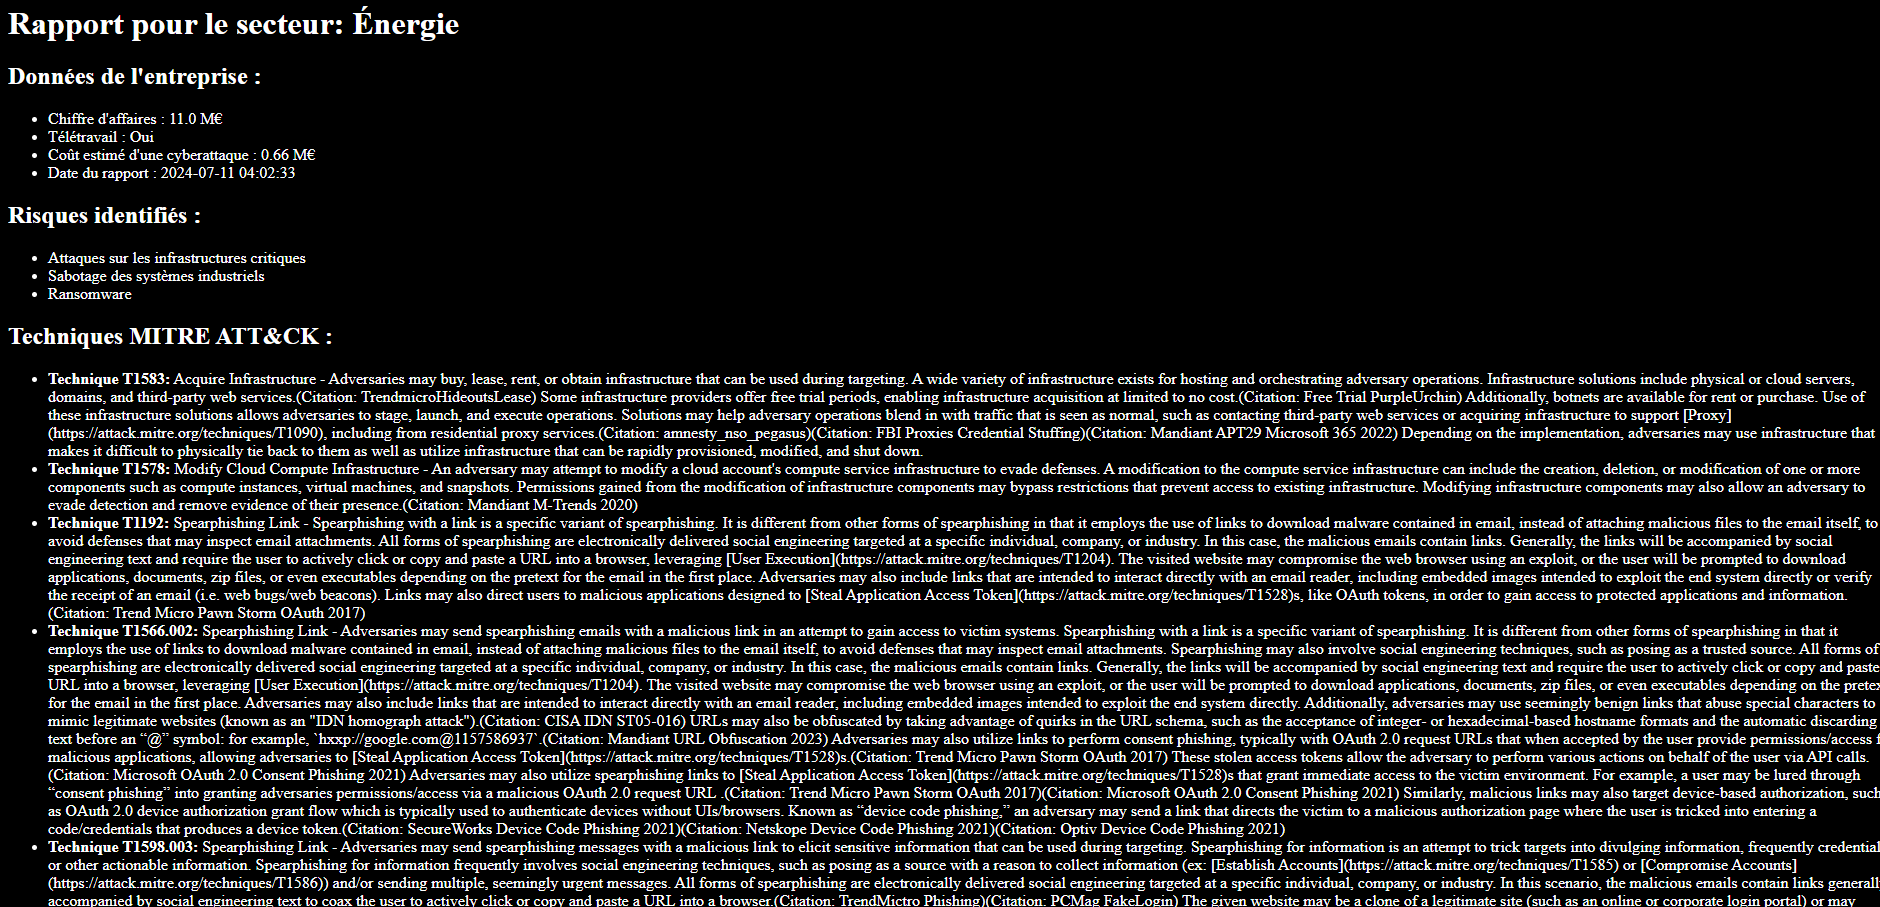 Rapport pour le secteur: Énergie
Données de l'entreprise :
• Chiffre d'affaires : 11.0 M€
• Télétravail : Oui
• Coût estimé d'une cyberattaque : 0.66 M€
• Date du rapport : 2024-07-11 04:02:33
Risques identifiés :
• Attaques sur les infrastructures critiques
• Sabotage des systèmes industriels
• Ransomware
Techniques MITRE ATT&CK :
• Technique T1583: Acquire Infrastructure - Adversaries may buy, lease, rent, or obtain infrastructure that can be used during targeting. A wide variety of infrastructure exists for hosting and orchestrating adversary operations. Infrastructure solutions include physical or cloud servers,
domains, and third-party web services.(Citation: TrendmicroHideoutsLease) Some infrastructure providers offer free trial periods, enabling infrastructure acquisition at limited to no cost.(Citation: Free Trial PurpleUrchin) Additionally, botnets are available for rent or purchase. Use of
these infrastructure solutions allows adversaries to stage, launch, and execute operations. Solutions may help adversary operations blend in with traffic that is seen as normal, such as contacting third-party web services or acquiring infrastructure to support [Proxy]
(https://attack.mitre.org/techniques/T1090), including from residential proxy services.(Citation: amnesty_nso_pegasus)(Citation: FBI Proxies Credential Stuffing)(Citation: Mandiant APT29 Microsoft 365 2022) Depending on the implementation, adversaries may use infrastructure that
makes it difficult to physically tie back to them as well as utilize infrastructure that can be rapidly provisioned, modified, and shut down.
• Technique T1578: Modify Cloud Compute Infrastructure - An adversary may attempt to modify a cloud account's compute service infrastructure to evade defenses. A modification to the compute service infrastructure can include the creation, deletion, or modification of one or more
components such as compute instances, virtual machines, and snapshots. Permissions gained from the modification of infrastructure components may bypass restrictions that prevent access to existing infrastructure. Modifying infrastructure components may also allow an adversary to
evade detection and remove evidence of their presence.(Citation: Mandiant M-Trends 2020)
• Technique T1192: Spearphishing Link - Spearphishing with a link is a specific variant of spearphishing. It is different from other forms of spearphishing in that it employs the use of links to download malware contained in email, instead of attaching malicious files to the email itself, to
avoid defenses that may inspect email attachments. All forms of spearphishing are electronically delivered social engineering targeted at a specific individual, company, or industry. In this case, the malicious emails contain links. Generally, the links will be accompanied by social
engineering text and require the user to actively click or copy and paste a URL into a browser, leveraging [User Execution](https://attack.mitre.org/techniques/T1204). The visited website may compromise the web browser using an exploit, or the user will be prompted to download
applications, documents, zip files, or even executables depending on the pretext for the email in the first place. Adversaries may also include links that are intended to interact directly with an email reader, including embedded images intended to exploit the end system directly or verify
the receipt of an email (i.e. web bugs/web beacons). Links may also direct users to malicious applications designed to [Steal Application Access Token](https://attack.mitre.org/techniques/T1528)s, like OAuth tokens, in order to gain access to protected applications and information.
(Citation: Trend Micro Pawn Storm OAuth 2017)
• Technique T1566.002: Spearphishing Link - Adversaries may send spearphishing emails with a malicious link in an attempt to gain access to victim systems. Spearphishing with a link is a specific variant of spearphishing. It is different from other forms of spearphishing in that it
employs the use of links to download malware contained in email, instead of attaching malicious files to the email itself, to avoid defenses that may inspect email attachments. Spearphishing may also involve social engineering techniques, such as posing as a trusted source. All forms of
spearphishing are electronically delivered social engineering targeted at a specific individual, company, or industry. In this case, the malicious emails contain links. Generally, the links will be accompanied by social engineering text and require the user to actively click or copy and paste
URL into a browser, leveraging [User Execution](https://attack.mitre.org/techniques/T1204). The visited website may compromise the web browser using an exploit, or the user will be prompted to download applications, documents, zip files, or even executables depending on the
for the email in the first place. Adversaries may also include links that are intended to interact directly with an email reader, including embedded images intended to exploit the end system directly. Additionally, adversaries may use seemingly benign links that abuse special characters to
mimic legitimate websites (known as an "IDN homograph attack").(Citation: CISA IDN ST05-016) URLs may also be obfuscated by taking advantage of quirks in the URL schema, such as the acceptance of integer- or hexadecimal-based hostname formats and the automatic discarding
text before an “@” symbol: for example, `hxxp://google.com@1157586937`.(Citation: Mandiant URL Obfuscation 2023) Adversaries may also utilize links to perform consent phishing, typically with OAuth 2.0 request URLs that when accepted by the user provide permissions/access
malicious applications, allowing adversaries to [Steal Application Access Token](https://attack.mitre.org/techniques/T1528)s.(Citation: Trend Micro Pawn Storm OAuth 2017) These stolen access tokens allow the adversary to perform various actions on behalf of the user via API calls.
(Citation: Microsoft OAuth 2.0 Consent Phishing 2021) Adversaries may also utilize spearphishing links to [Steal Application Access Token](https://attack.mitre.org/techniques/T1528)s that grant immediate access to the victim environment. For example, a user may be lured through
“consent phishing” into granting adversaries permissions/access via a malicious OAuth 2.0 request URL .(Citation: Trend Micro Pawn Storm OAuth 2017)(Citation: Microsoft OAuth 2.0 Consent Phishing 2021) Similarly, malicious links may also target device-based authorization, such
as OAuth 2.0 device authorization grant flow which is typically used to authenticate devices without UIs/browsers. Known as “device code phishing,” an adversary may send a link that directs the victim to a malicious authorization page where the user is tricked into entering a
code/credentials that produces a device token.(Citation: SecureWorks Device Code Phishing 2021)(Citation: Netskope Device Code Phishing 2021)(Citation: Optiv Device Code Phishing 2021)
• Technique T1598.003: Spearphishing Link - Adversaries may send spearphishing messages with a malicious link to elicit sensitive information that can be used during targeting. Spearphishing for information is an attempt to trick targets into divulging information, frequently
or other actionable information. Spearphishing for information frequently involves social engineering techniques, such as posing as a source with a reason to collect information (ex: [Establish Accounts](https://attack.mitre.org/techniques/T1585) or [Compromise Accounts]
(https://attack.mitre.org/techniques/T1586)) and/or sending multiple, seemingly urgent messages. All forms of spearphishing are electronically delivered social engineering targeted at a specific individual, company, or industry. In this scenario, the malicious emails contain links
accompanied by social engineering text to coax the user to actively click or copy and paste a URL into a browser.(Citation: TrendMictro Phishing)(Citation: PCMag FakeLogin) The given website may be a clone of a legitimate site (such as an online or corporate login portal) or may